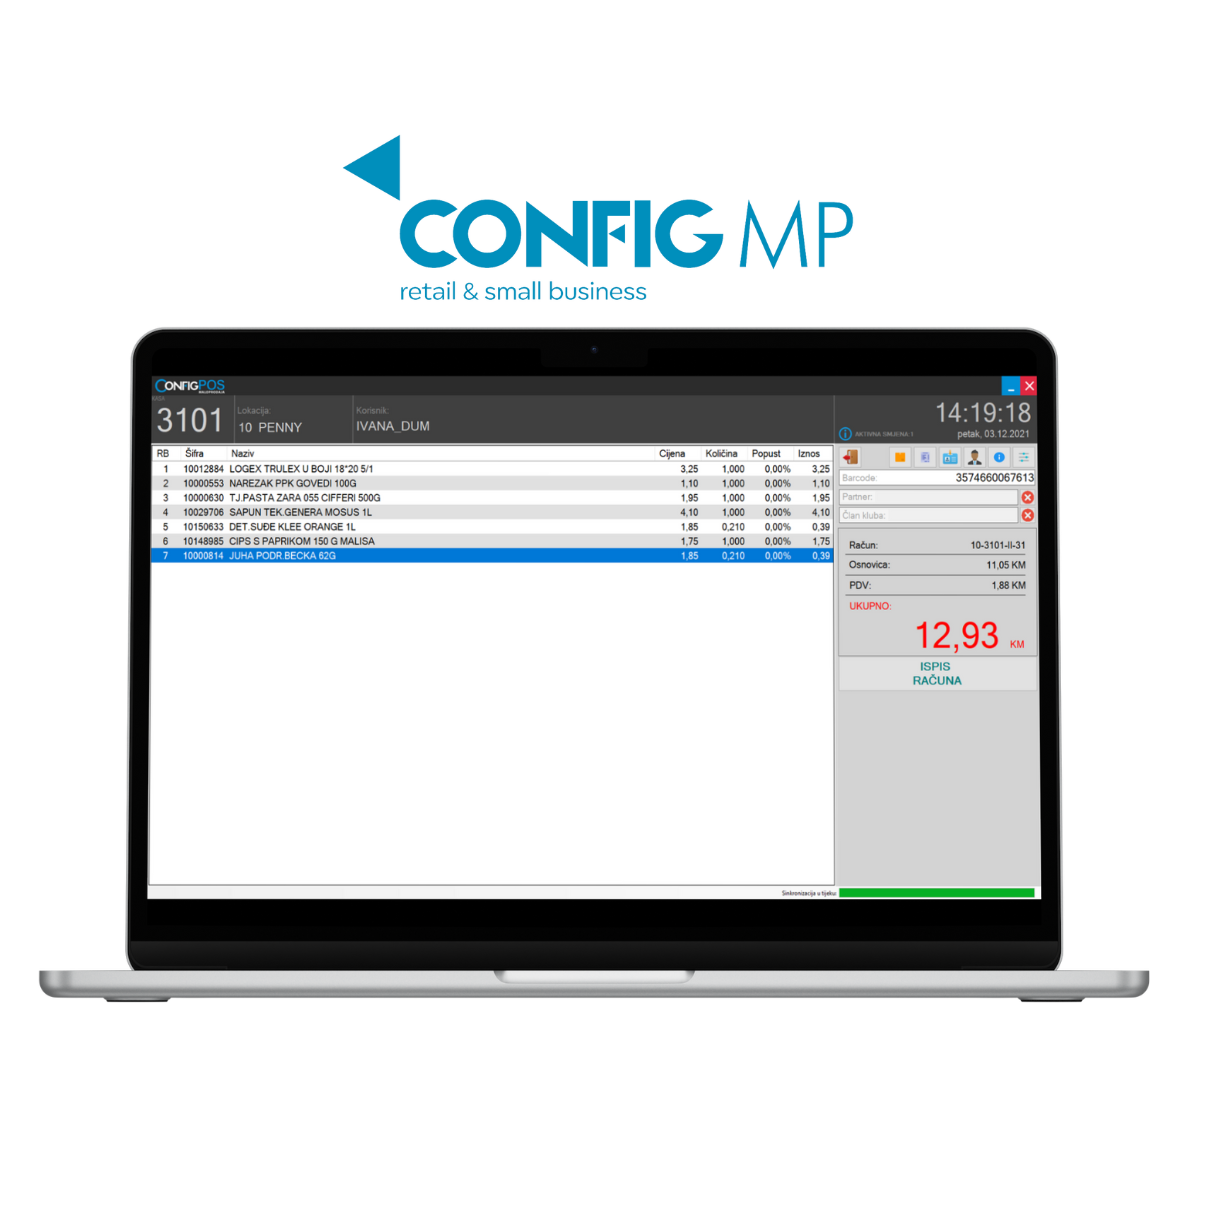 CONFIG MP
retail & small business
CONFIGPOS
MALOPRODAJA
3101
Lokacija:
10 PENNY
Korisnik:
IVANA_DUM
14:19:18
AKTIVNA SMJENA 1
petak, 03.12.2021
RB Šifra Naziv Cijena Količina Popust Iznos
1 10012884 LOGEX TRULEX U BOJI 18*20 5/1 3,25 1,000 0,00% 3,25
2 10000553 NAREZAK PPK GOVEDI 100G 1,10 1,000 0,00% 1,10
3 10000630 TJ.PASTA ZARA 055 CIFFERI 500G 1,95 1,000 0,00% 1,95
4 10029706 SAPUN TEK.GENERA MOSUS 1L 4,10 1,000 0,00% 4,10
5 10150633 DET.SUĐE KLEE ORANGE 1L 1,85 0,210 0,00% 0,39
6 10148985 CIPS S PAPRIKOM 150 G MALISA 1,75 1,000 0,00% 1,75
7 10000814 JUHA PODR.BECKA 62G 1,85 0,210 0,00% 0,39
Barcode: 3574660067613
Partner:
Član kluba:
Račun: 10-3101-II-31
Osnovica: 11,05 KM
PDV: 1,88 KM
UKUPNO:
12,93 KM
ISPIS
RAČUNA
Sinkronizacija u tijeku